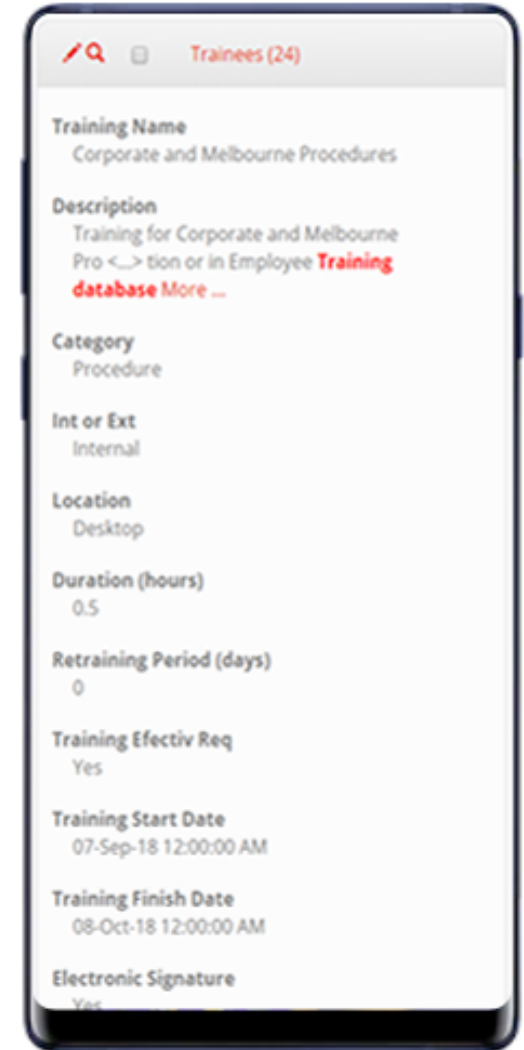 Trainees (24)
Training Name
Corporate and Melbourne Procedures
Description
Training for Corporate and Melbourne
Pro <...> tion or in Employee Training
database More ...
Category
Procedure
Int or Ext
Internal
Location
Desktop
Duration (hours)
0.5
Retraining Period (days)
0
Training Efectiv Req
Yes
Training Start Date
07-Sep-18 12:00:00 AM
Training Finish Date
08-Oct-18 12:00:00 AM
Electronic Signature
Yes